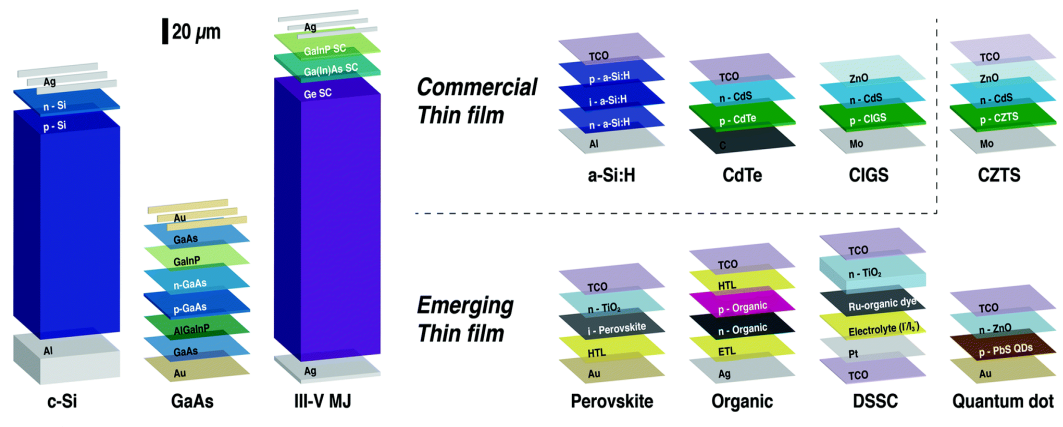 20 µm
Ag
n - Si
p - Si
Al
c-Si
Au
GaAs
GaInP
n-GaAs
p-GaAs
AlGaInP
GaAs
Au
GaAs
Ag
GaInP SC
Ga(In)As SC
Ge SC
Ag
III-V MJ
Commercial
Thin film
TCO
p - a-Si:H
i - a-Si:H
n - a-Si:H
Al
a-Si:H
TCO
n - CdS
p - CdTe
C
CdTe
ZnO
n - CdS
p - CIGS
Mo
CIGS
TCO
ZnO
n - CdS
p - CZTS
Mo
CZTS
Emerging
Thin film
TCO
n - TiO₂
i - Perovskite
HTL
Au
Perovskite
TCO
HTL
p - Organic
n - Organic
ETL
Ag
Organic
TCO
n - TiO₂
Ru-organic dye
Electrolyte (I⁻/I₃⁻)
Pt
TCO
DSSC
TCO
n - ZnO
p - PbS QDs
Au
Quantum dot